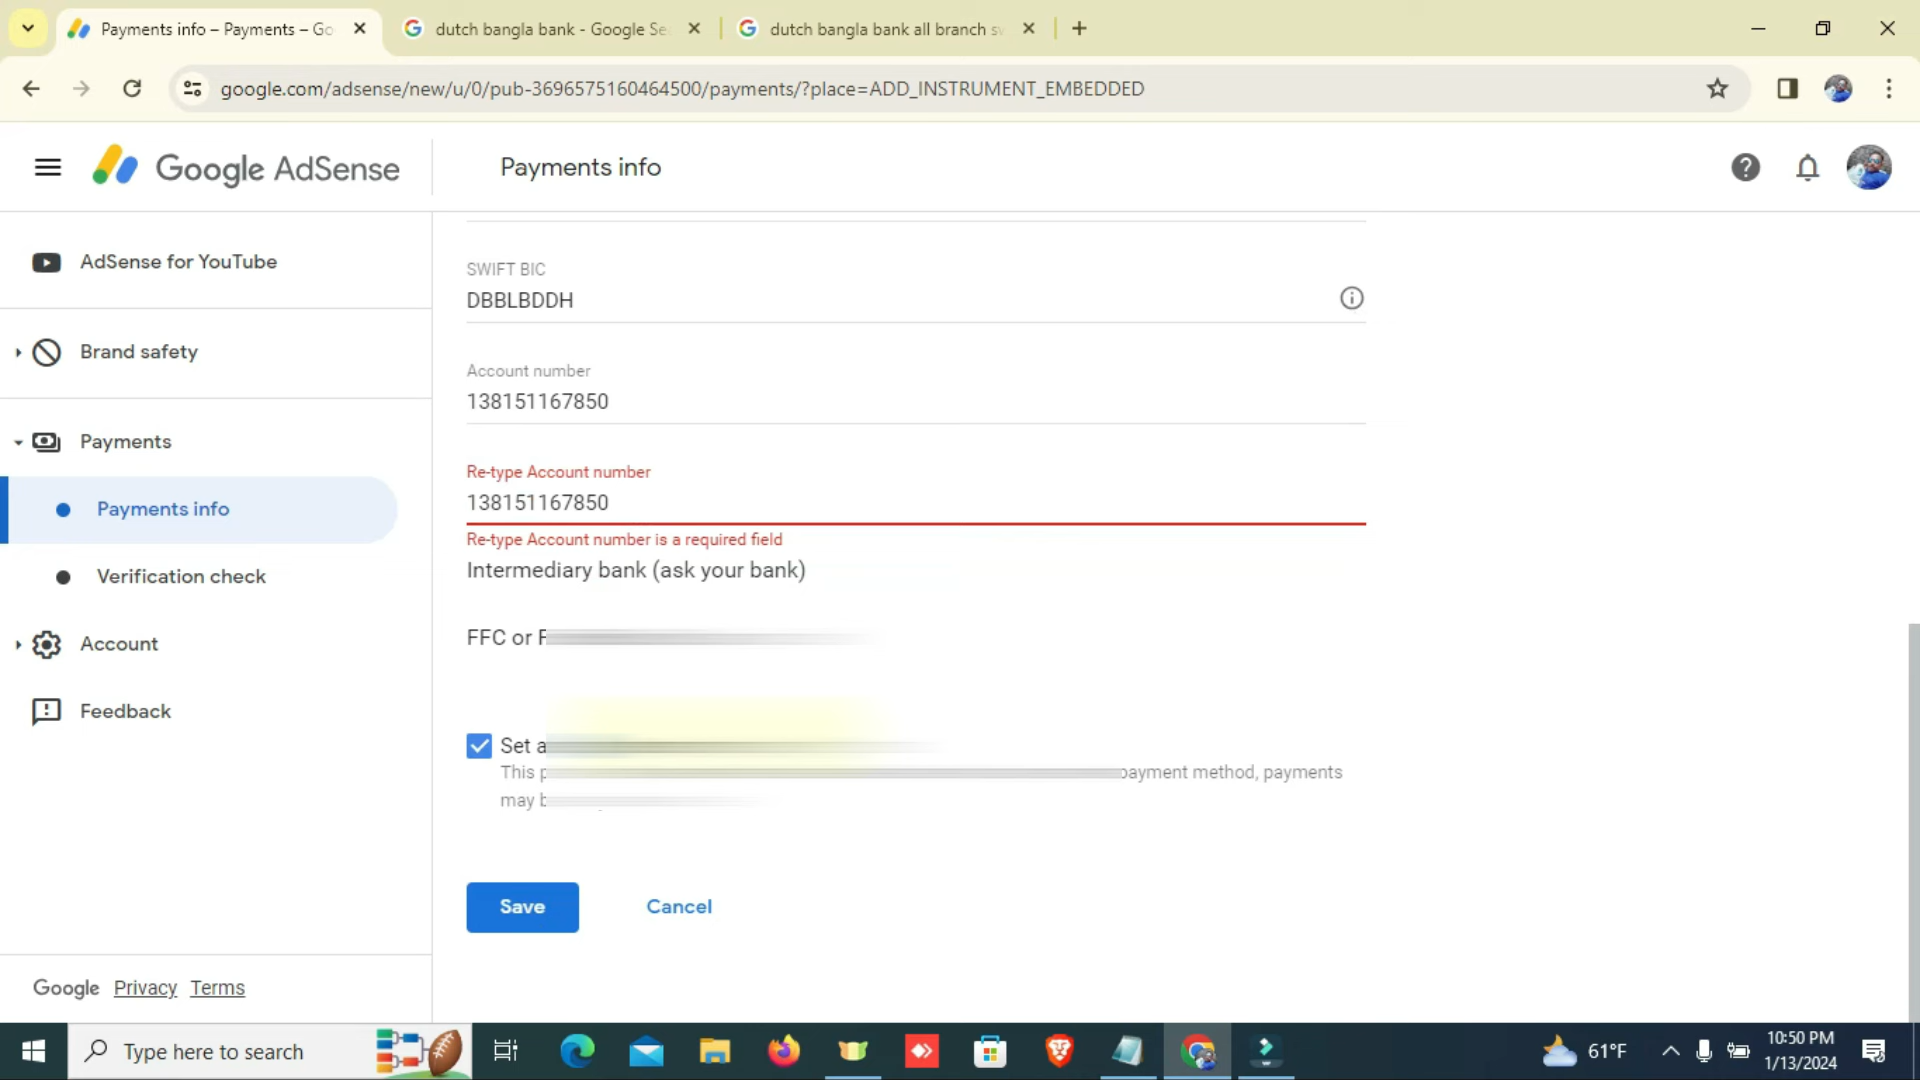 Payments info – Payments – Go
dutch bangla bank - Google Se
dutch bangla bank all branch sw
google.com/adsense/new/u/0/pub-3696575160464500/payments/?place=ADD_INSTRUMENT_EMBEDDED
Google AdSense
Payments info
AdSense for YouTube
Brand safety
Payments
Payments info
Verification check
Account
Feedback
Google Privacy Terms
SWIFT BIC
DBBLBDDH
Account number
138151167850
Re-type Account number
138151167850
Re-type Account number is a required field
Intermediary bank (ask your bank)
FFC or
Set
This payment method, payments
may
Save Cancel
Type here to search
61°F
10:50 PM
1/13/2024